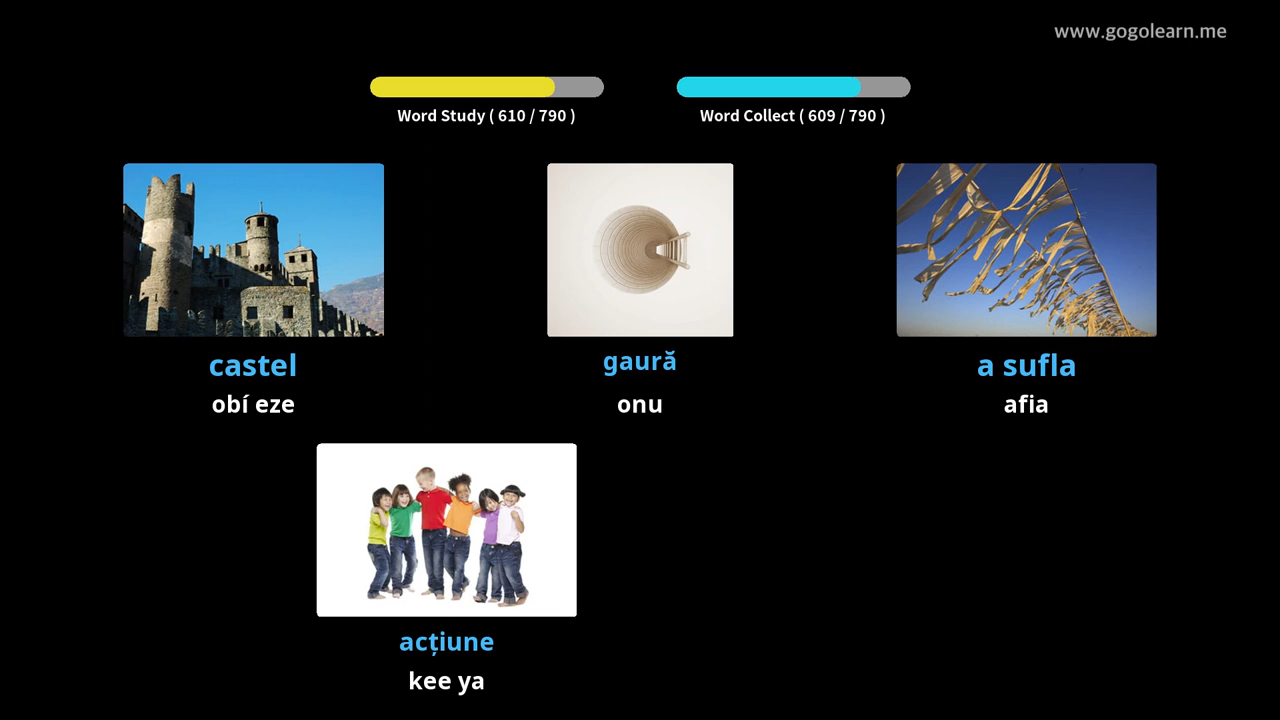 www.gogolearn.me
Word Study ( 610 / 790 )
Word Collect ( 609 / 790 )
castel
obí eze
gaură
onu
a sufla
afia
acțiune
kee ya